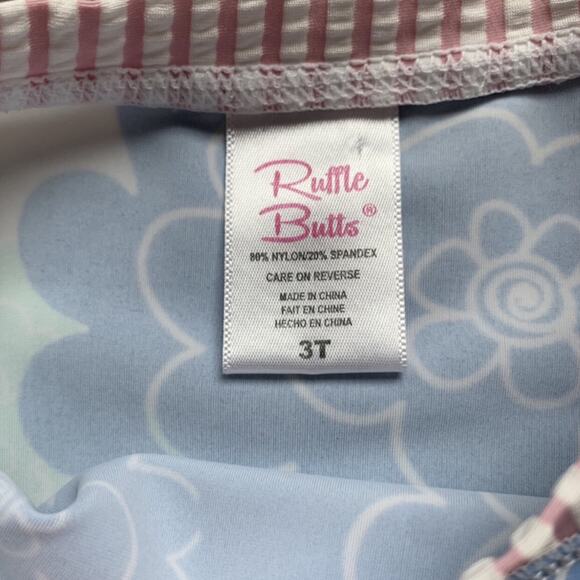 Ruffle
Butts®
80% NYLON/20% SPANDEX
CARE ON REVERSE
MADE IN CHINA
FAIT EN CHINE
HECHO EN CHINA
3T